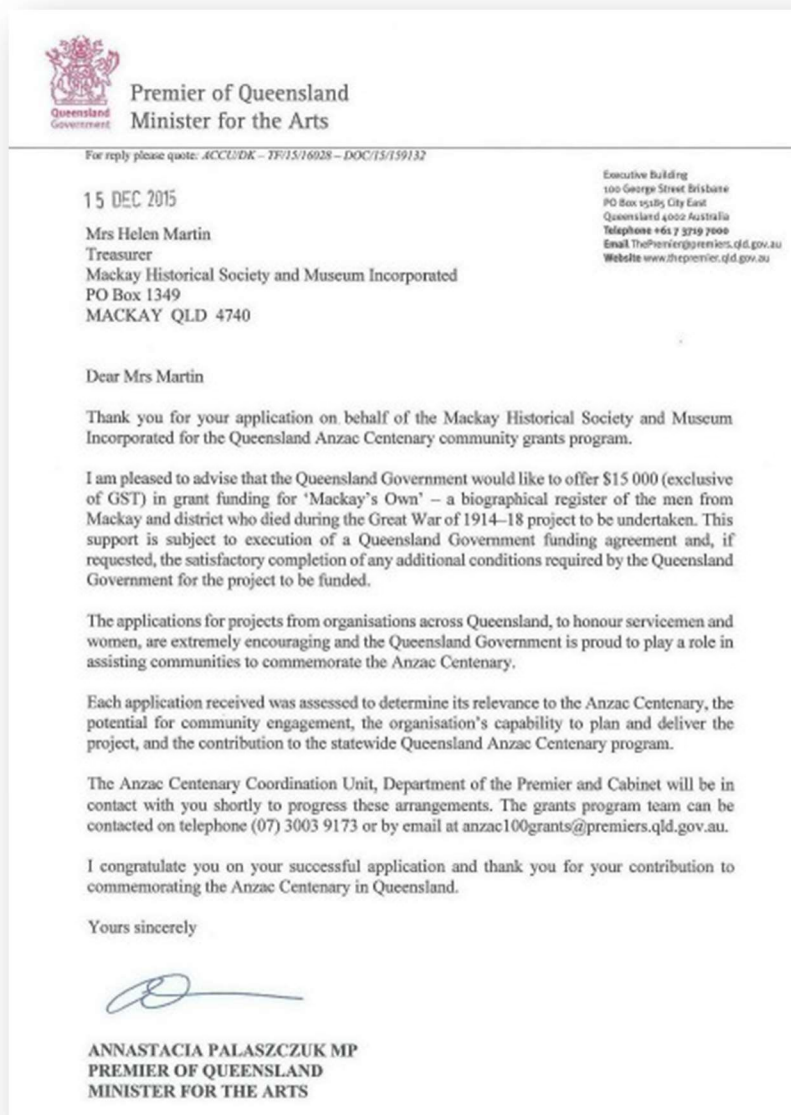 Queensland
Government
Premier of Queensland
Minister for the Arts
For reply please quote: ACCU/DK – TF/15/16028 – DOC/15/159132
Executive Building
100 George Street Brisbane
PO Box 15185 City East
Queensland 4002 Australia
Telephone +61 7 3719 7000
Email ThePremier@premiers.qld.gov.au
Website www.thepremier.qld.gov.au
15 DEC 2015
Mrs Helen Martin
Treasurer
Mackay Historical Society and Museum Incorporated
PO Box 1349
MACKAY QLD 4740
Dear Mrs Martin
Thank you for your application on behalf of the Mackay Historical Society and Museum
Incorporated for the Queensland Anzac Centenary community grants program.
I am pleased to advise that the Queensland Government would like to offer $15 000 (exclusive
of GST) in grant funding for ‘Mackay’s Own’ – a biographical register of the men from
Mackay and district who died during the Great War of 1914–18 project to be undertaken. This
support is subject to execution of a Queensland Government funding agreement and, if
requested, the satisfactory completion of any additional conditions required by the Queensland
Government for the project to be funded.
The applications for projects from organisations across Queensland, to honour servicemen and
women, are extremely encouraging and the Queensland Government is proud to play a role in
assisting communities to commemorate the Anzac Centenary.
Each application received was assessed to determine its relevance to the Anzac Centenary, the
potential for community engagement, the organisation’s capability to plan and deliver the
project, and the contribution to the statewide Queensland Anzac Centenary program.
The Anzac Centenary Coordination Unit, Department of the Premier and Cabinet will be in
contact with you shortly to progress these arrangements. The grants program team can be
contacted on telephone (07) 3003 9173 or by email at anzac100grants@premiers.qld.gov.au.
I congratulate you on your successful application and thank you for your contribution to
commemorating the Anzac Centenary in Queensland.
Yours sincerely
ANNASTACIA PALASZCZUK MP
PREMIER OF QUEENSLAND
MINISTER FOR THE ARTS